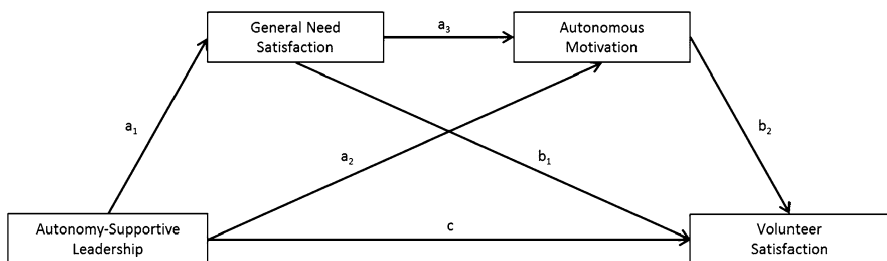 General Need
Satisfaction
a3
Autonomous
Motivation
a1
a2
b1
b2
Autonomy-Supportive
Leadership
c
Volunteer
Satisfaction